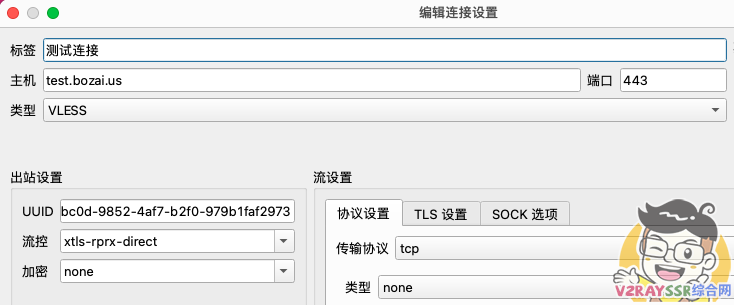 编辑连接设置
标签 测试连接
主机 test.bozai.us 端口 443
类型 VLESS
出站设置 流设置
协议设置 TLS 设置 SOCK 选项
UUID bc0d-9852-4af7-b2f0-979b1faf2973
流控 xtls-rprx-direct
传输协议 tcp
加密 none
类型 none
V2RAYSSR综合网